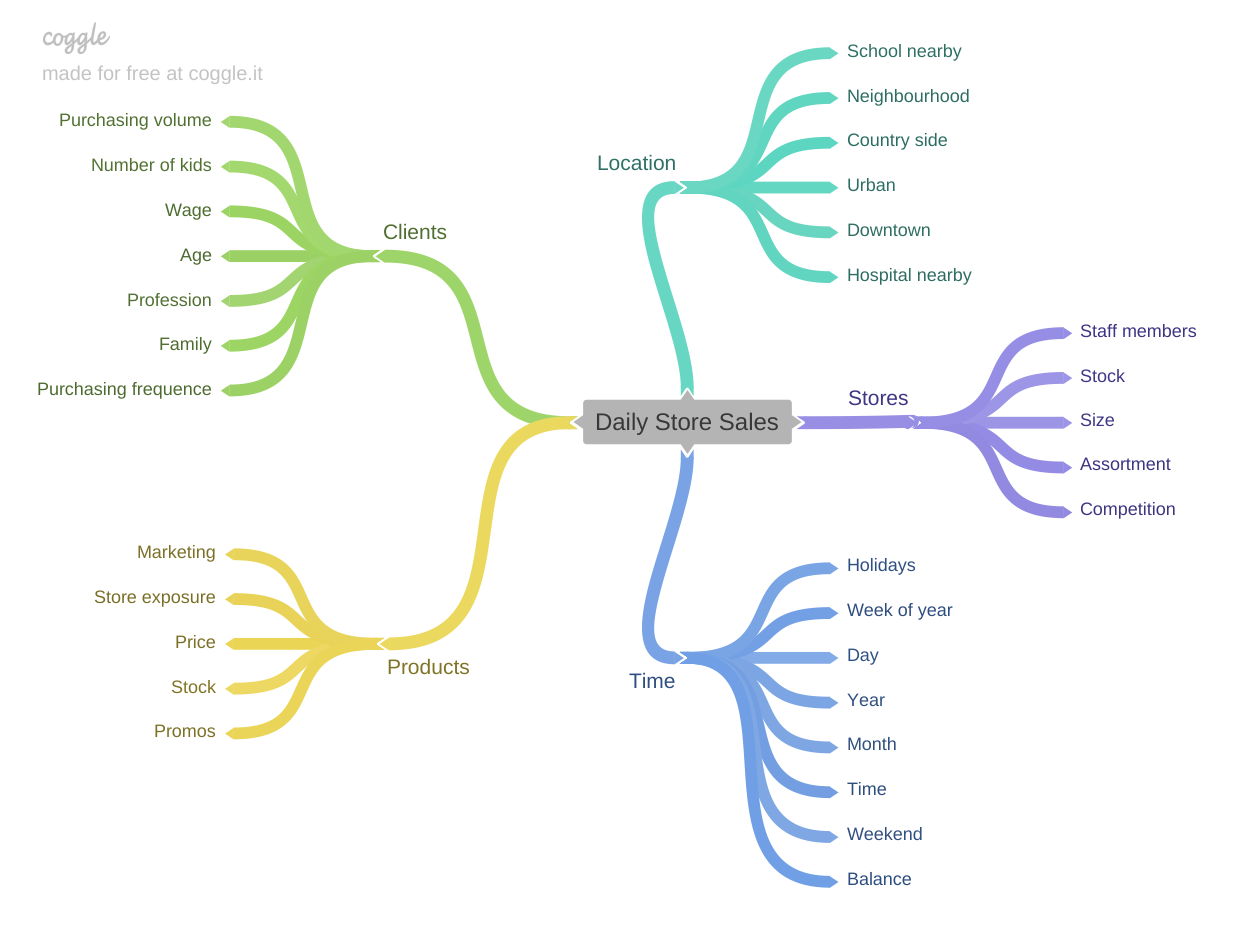 coggle
made for free at coggle.it
Purchasing volume
Number of kids
Wage
Age
Profession
Family
Purchasing frequence
Clients
Marketing
Store exposure
Price
Stock
Promos
Products
Daily Store Sales
Location
School nearby
Neighbourhood
Country side
Urban
Downtown
Hospital nearby
Stores
Staff members
Stock
Size
Assortment
Competition
Time
Holidays
Week of year
Day
Year
Month
Time
Weekend
Balance